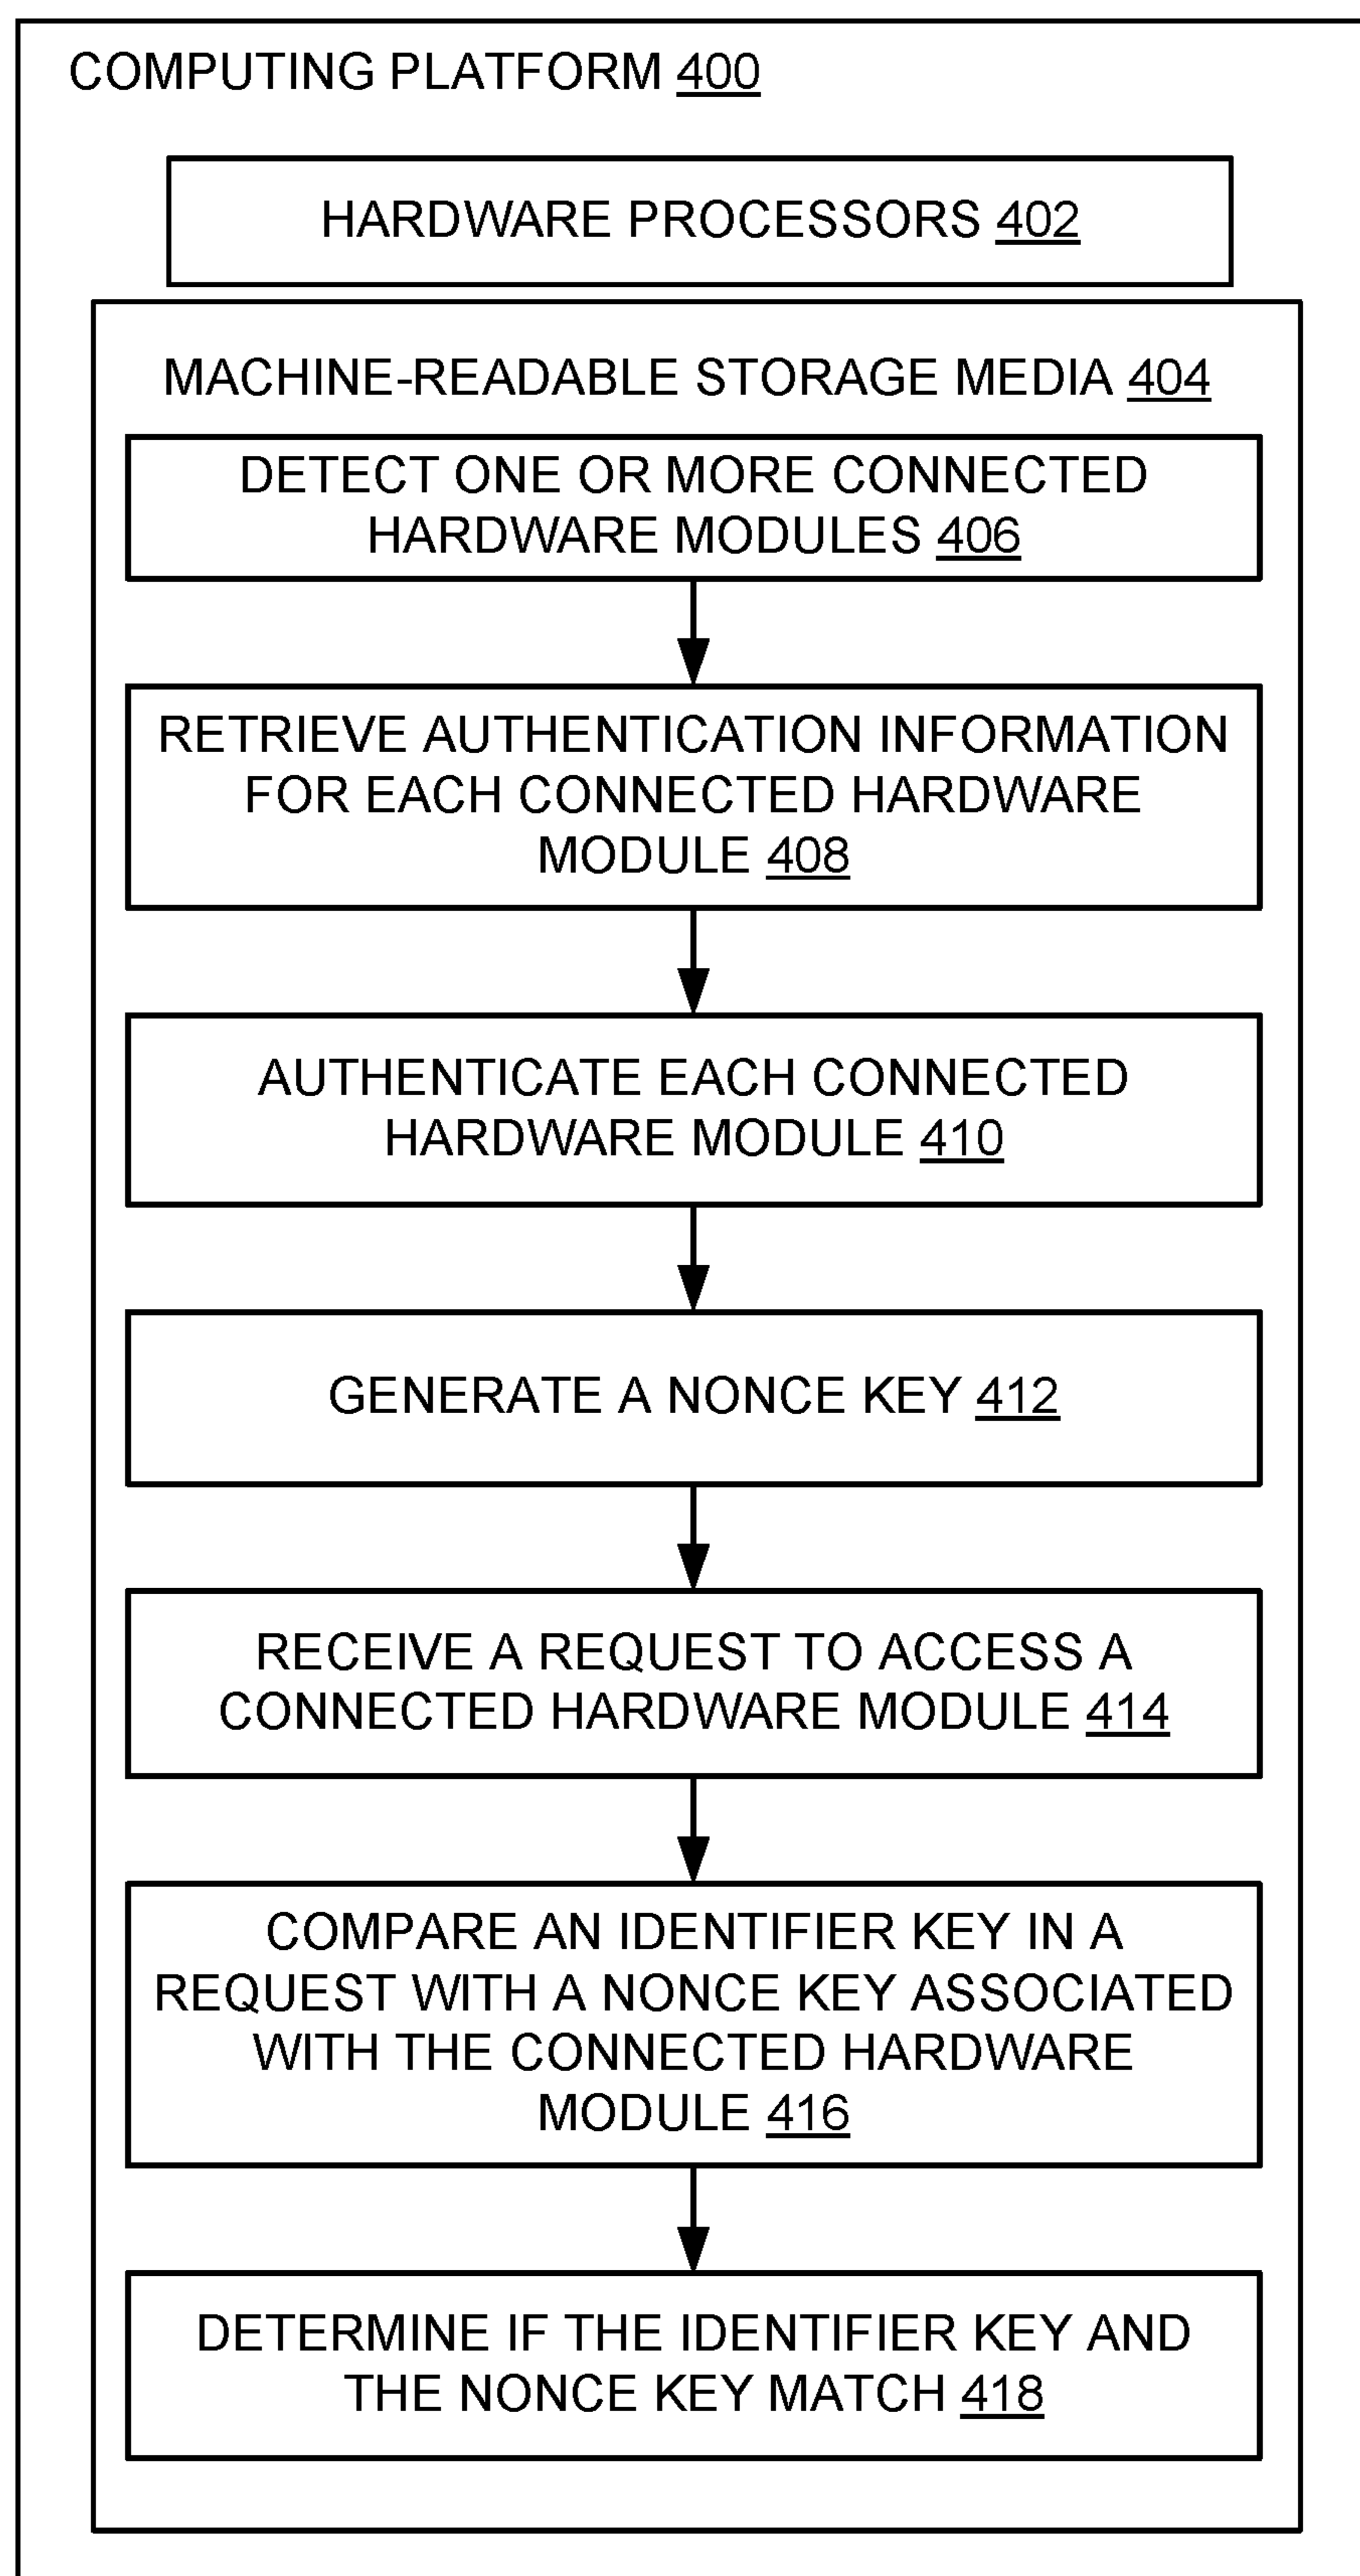 COMPUTING PLATFORM 400
HARDWARE PROCESSORS 402
MACHINE-READABLE STORAGE MEDIA 404
DETECT ONE OR MORE CONNECTED
HARDWARE MODULES 406
RETRIEVE AUTHENTICATION INFORMATION
FOR EACH CONNECTED HARDWARE
MODULE 408
AUTHENTICATE EACH CONNECTED
HARDWARE MODULE 410
GENERATE A NONCE KEY 412
RECEIVE A REQUEST TO ACCESS A
CONNECTED HARDWARE MODULE 414
COMPARE AN IDENTIFIER KEY IN A
REQUEST WITH A NONCE KEY ASSOCIATED
WITH THE CONNECTED HARDWARE
MODULE 416
DETERMINE IF THE IDENTIFIER KEY AND
THE NONCE KEY MATCH 418